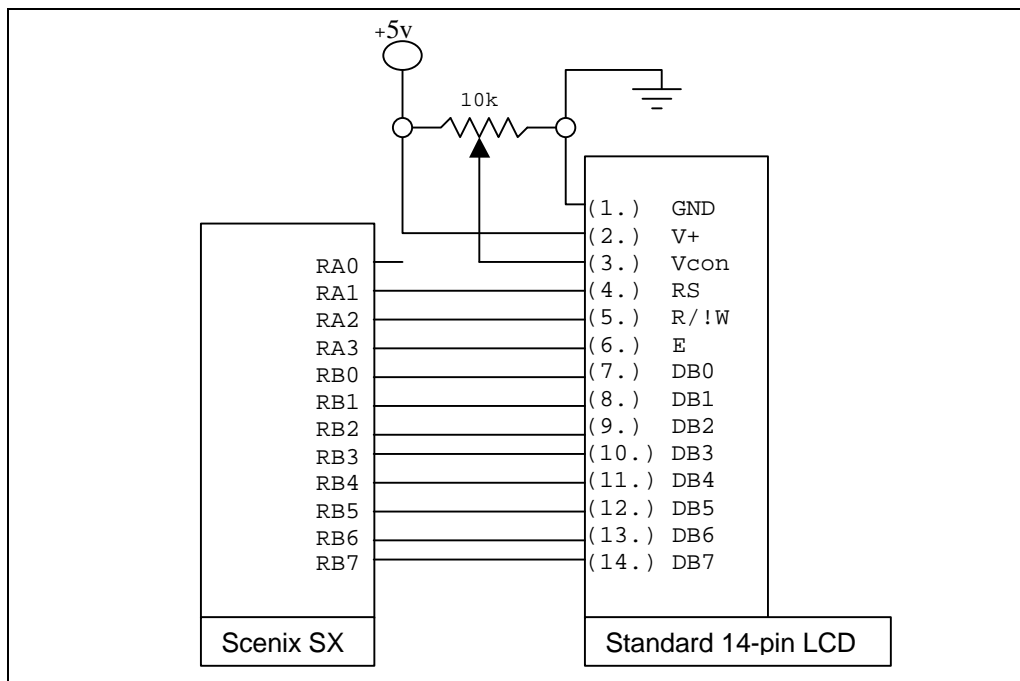 +5v
10k
(1.) GND
(2.) V+
RA0 (3.) Vcon
RA1 (4.) RS
RA2 (5.) R/!W
RA3 (6.) E
RB0 (7.) DB0
RB1 (8.) DB1
RB2 (9.) DB2
RB3 (10.) DB3
RB4 (11.) DB4
RB5 (12.) DB5
RB6 (13.) DB6
RB7 (14.) DB7
Scenix SX Standard 14-pin LCD